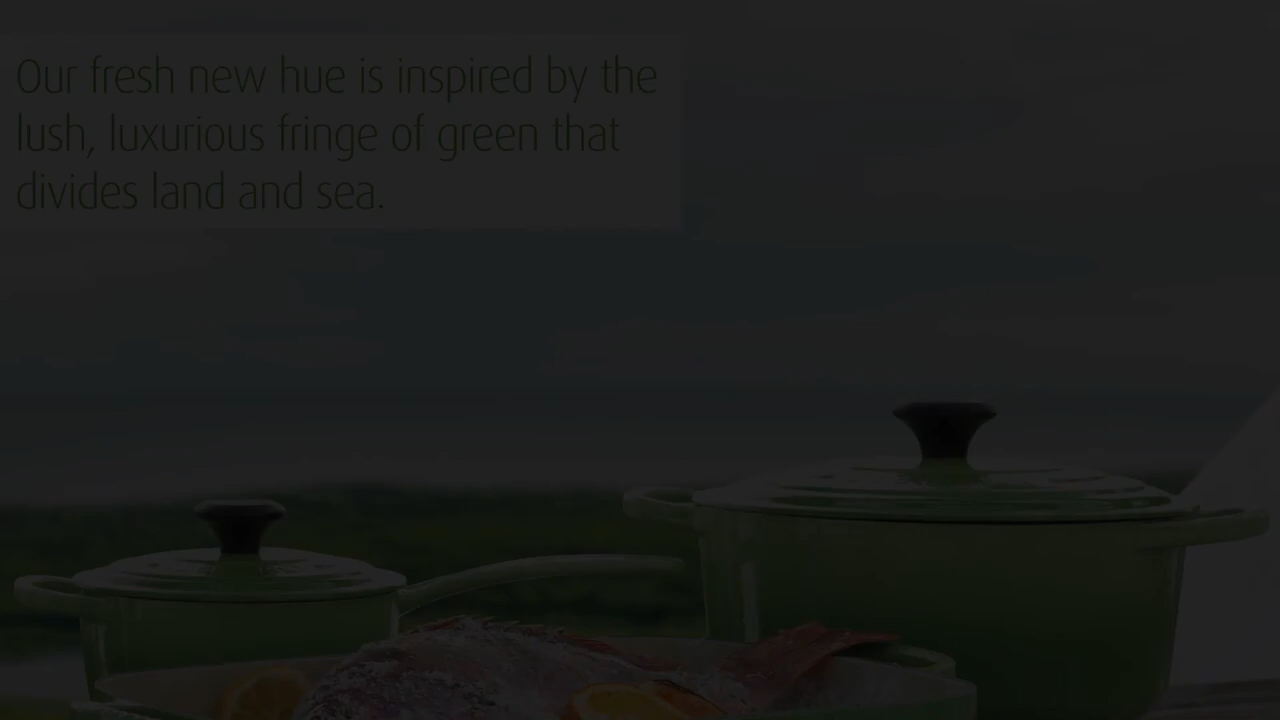 Our fresh new hue is inspired by the
lush, luxurious fringe of green that
divides land and sea.